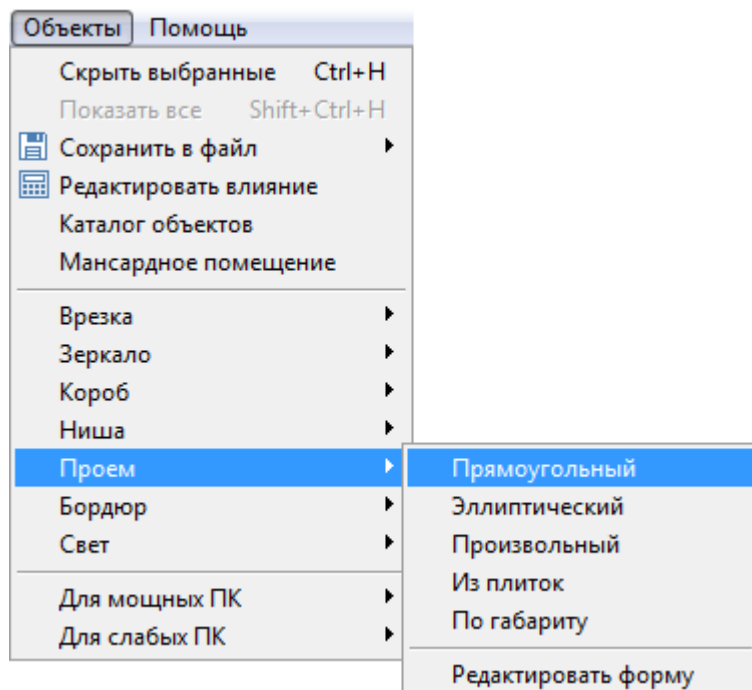 Объекты Помощь
Скрыть выбранные Ctrl+H
Показать все Shift+Ctrl+H
Сохранить в файл
Редактировать влияние
Каталог объектов
Мансардное помещение
Врезка
Зеркало
Короб
Ниша
Проем
Прямоугольный
Бордюр
Эллиптический
Свет
Произвольный
Из плиток
Для мощных ПК
По габариту
Для слабых ПК
Редактировать форму